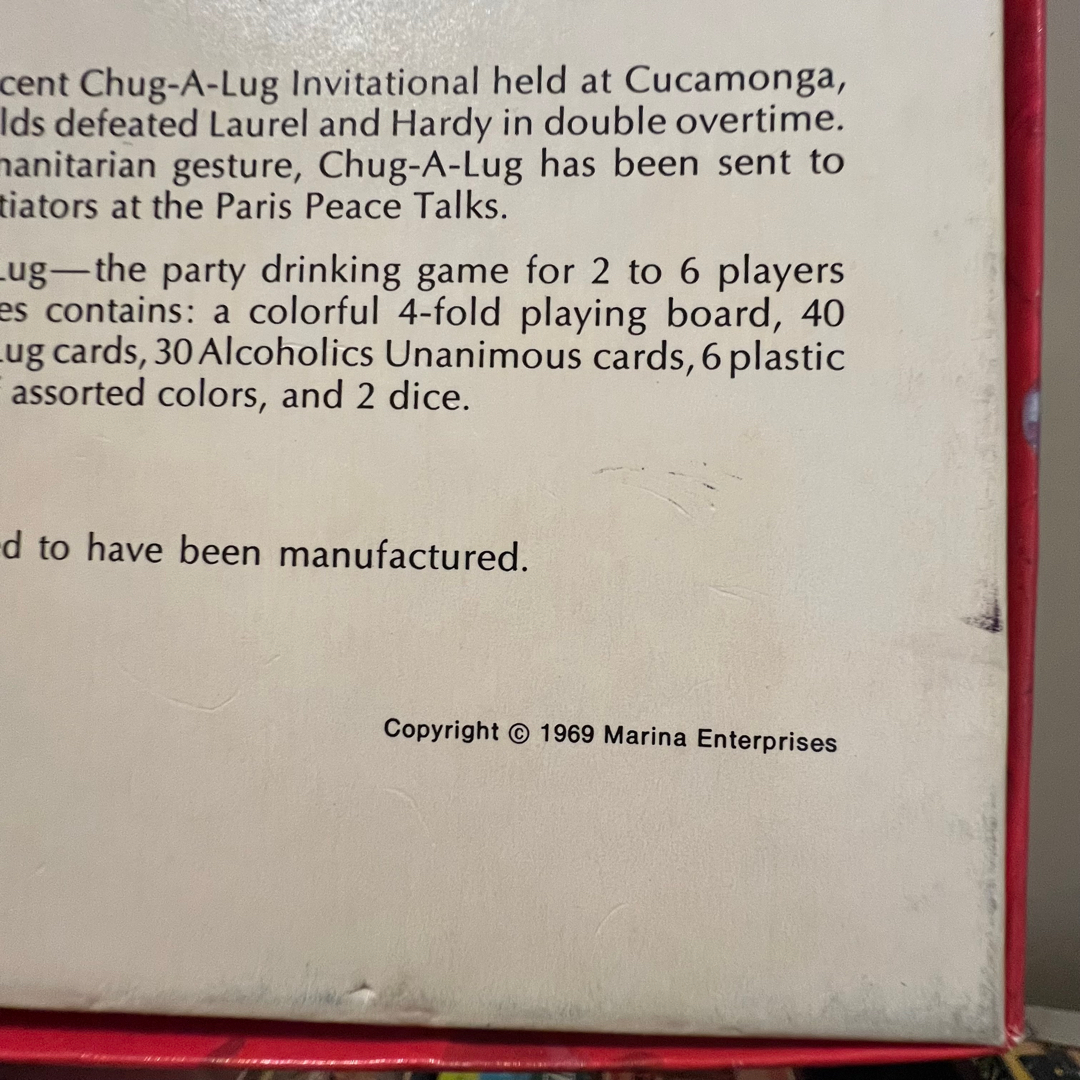 cent Chug-A-Lug Invitational held at Cucamonga,
lds defeated Laurel and Hardy in double overtime.
manitarian gesture, Chug-A-Lug has been sent to
tiators at the Paris Peace Talks.
Lug—the party drinking game for 2 to 6 players
es contains: a colorful 4-fold playing board, 40
Lug cards, 30 Alcoholics Unanimous cards, 6 plastic
assorted colors, and 2 dice.
d to have been manufactured.
Copyright © 1969 Marina Enterprises